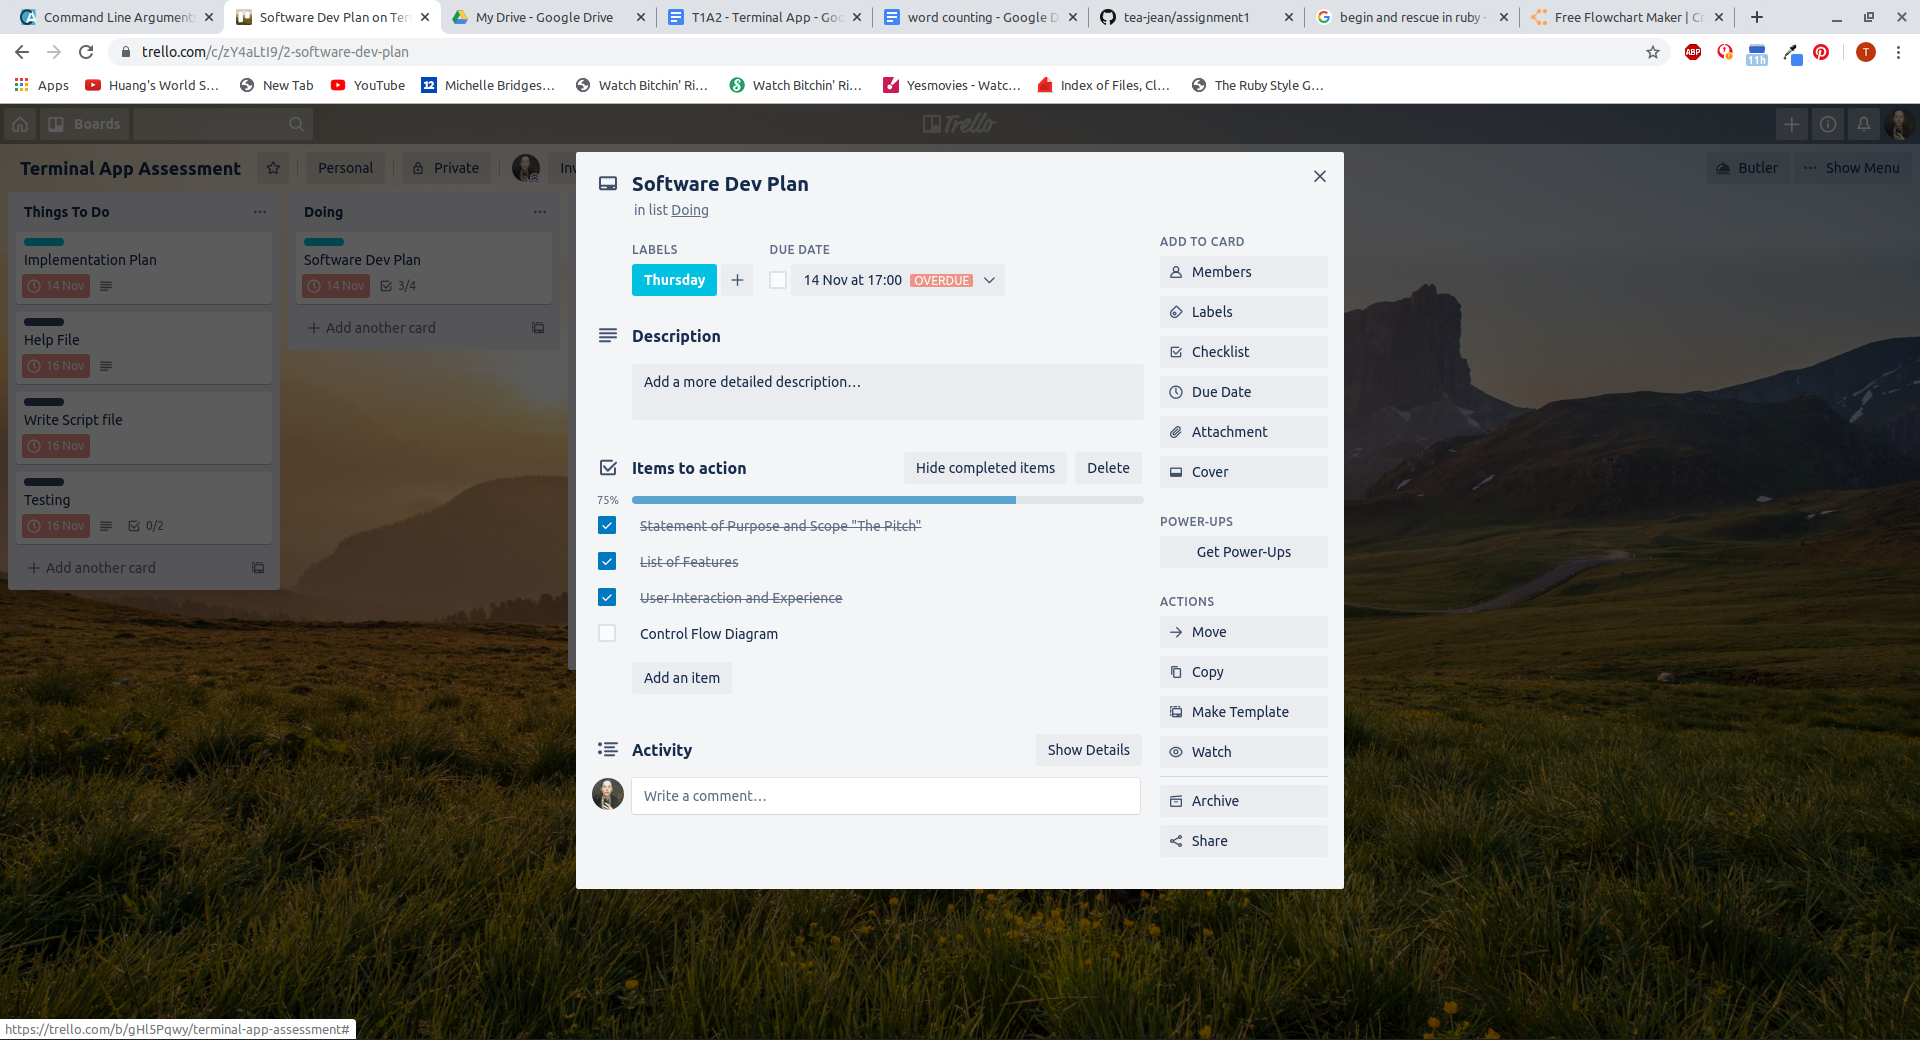 Command Line Argument
Software Dev Plan on Ter
My Drive - Google Drive
T1A2 - Terminal App - Goo
word counting - Google D
tea-jean/assignment1
begin and rescue in ruby -
Free Flowchart Maker | Cr
trello.com/c/zY4aLtI9/2-software-dev-plan
ABP
11h
T
Apps
Huang's World S...
New Tab
YouTube
12
Michelle Bridges...
Watch Bitchin' Ri...
Watch Bitchin' Ri...
Yesmovies - Watc...
Index of Files, Cl...
The Ruby Style G...
Boards
Trello
Terminal App Assessment
Personal
Private
Inv
Butler
Show Menu
Things To Do
Implementation Plan
14 Nov
Help File
16 Nov
Write Script file
16 Nov
Testing
16 Nov
0/2
Add another card
Doing
Software Dev Plan
14 Nov
3/4
Add another card
Software Dev Plan
in list Doing
LABELS
Thursday
DUE DATE
14 Nov at 17:00 OVERDUE
Description
Add a more detailed description…
Items to action
Hide completed items
Delete
75%
Statement of Purpose and Scope "The Pitch"
List of Features
User Interaction and Experience
Control Flow Diagram
Add an item
Activity
Show Details
Write a comment…
ADD TO CARD
Members
Labels
Checklist
Due Date
Attachment
Cover
POWER-UPS
Get Power-Ups
ACTIONS
Move
Copy
Make Template
Watch
Archive
Share
https://trello.com/b/gHl5Pqwy/terminal-app-assessment#